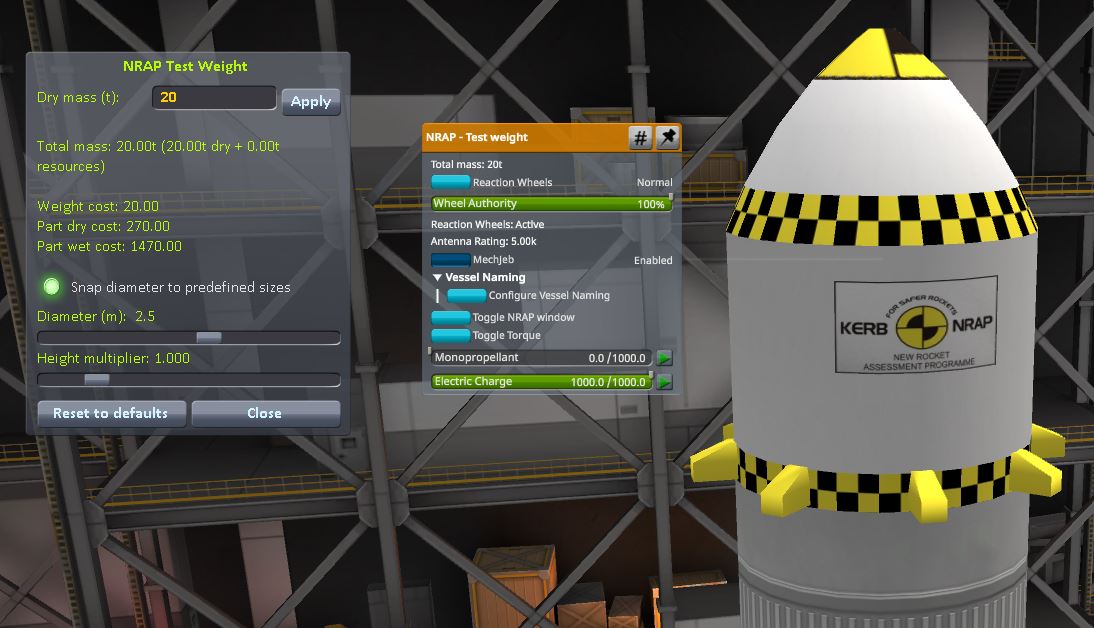 NRAP Test Weight
Dry mass (t):
20
Apply
Total mass: 20.00t (20.00t dry + 0.00t
resources)
Weight cost: 20.00
Part dry cost: 270.00
Part wet cost: 1470.00
Snap diameter to predefined sizes
Diameter (m): 2.5
Height multiplier: 1.000
Reset to defaults
Close
NRAP - Test weight
#
Total mass: 20t
Reaction Wheels Normal
Wheel Authority 100%
Reaction Wheels: Active
Antenna Rating: 5.00k
MechJeb Enabled
▼ Vessel Naming
Configure Vessel Naming
Toggle NRAP window
Toggle Torque
Monopropellant 0.0 /1000.0
Electric Charge 1000.0 /1000.0
FOR SAFER ROCKETS
KERB NRAP
NEW ROCKET
ASSESSMENT PROGRAMME